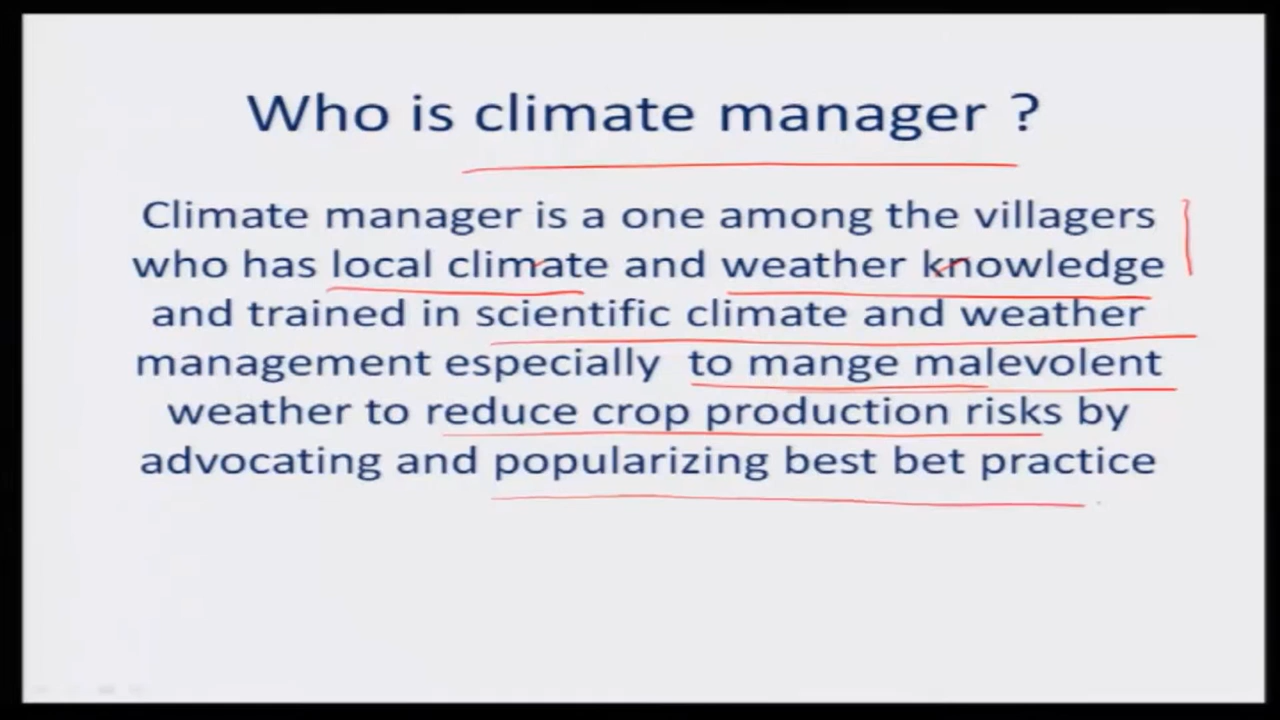 Who is climate manager ?
Climate manager is a one among the villagers
who has local climate and weather knowledge
and trained in scientific climate and weather
management especially to mange malevolent
weather to reduce crop production risks by
advocating and popularizing best bet practice